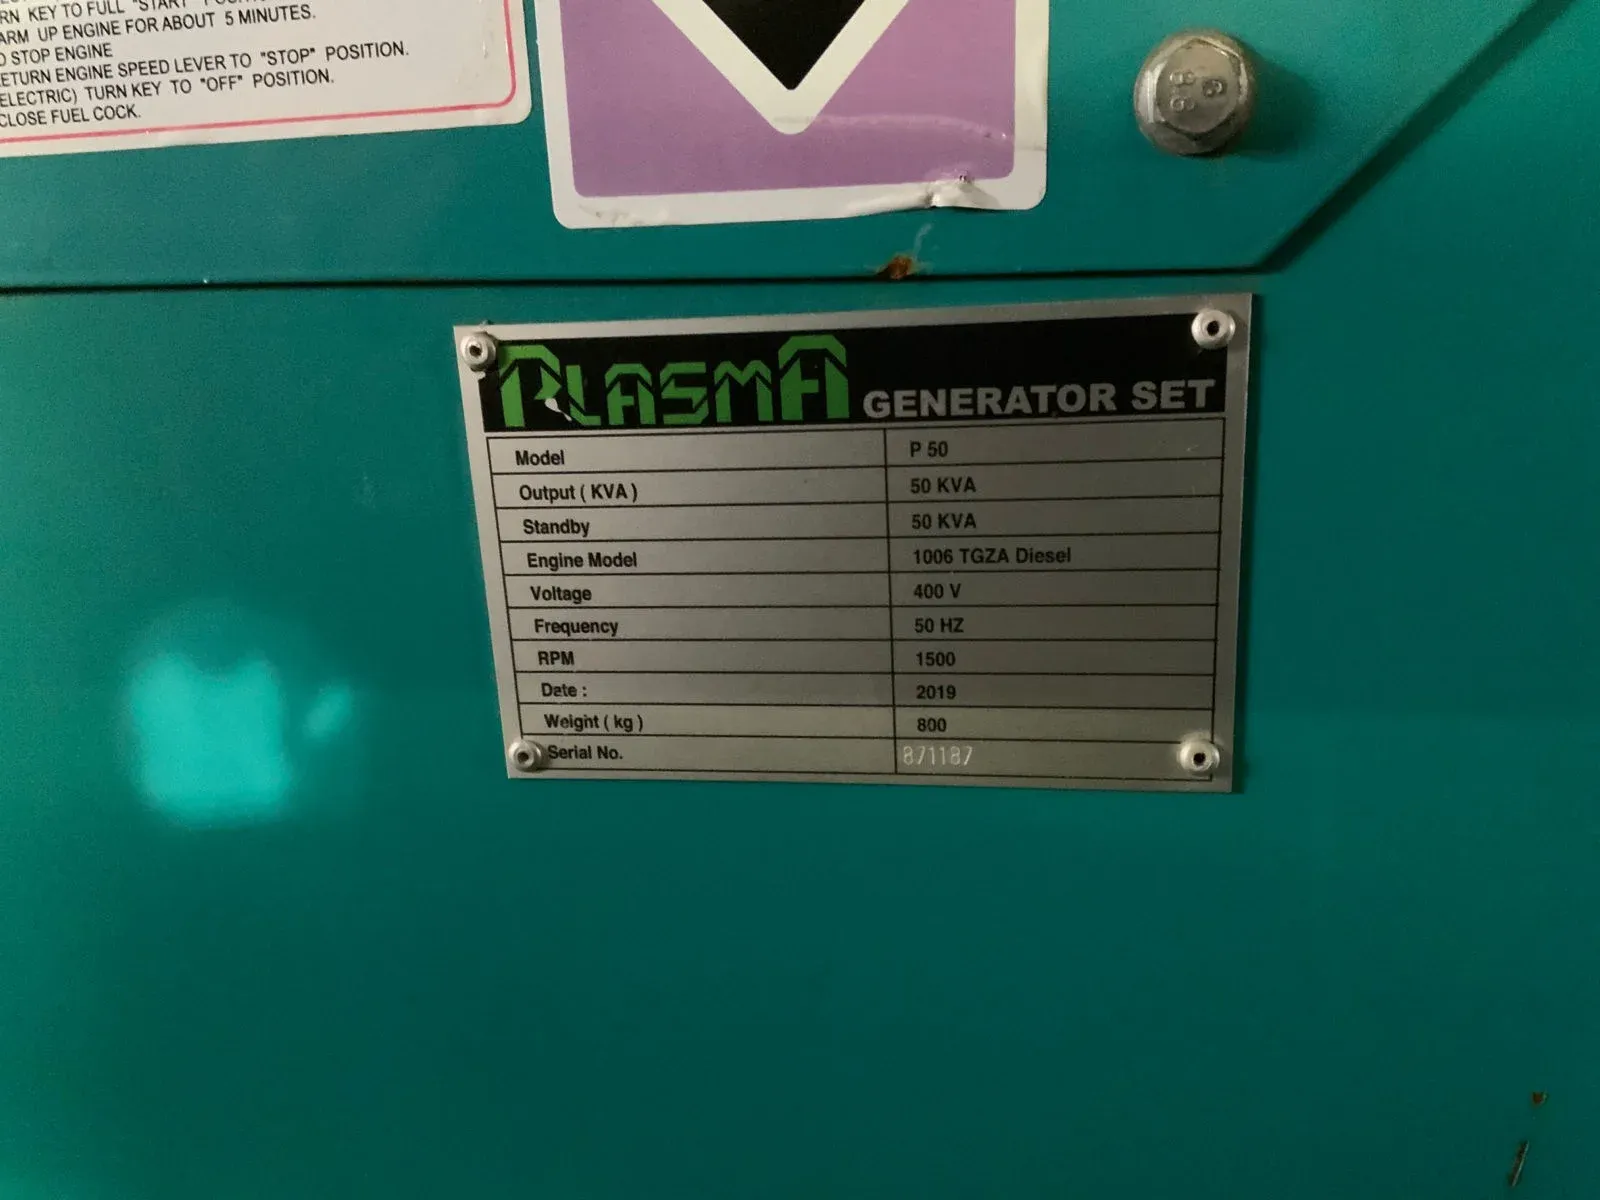 RN KEY TO FULL "START"
ARM UP ENGINE FOR ABOUT 5 MINUTES.
O STOP ENGINE
ETURN ENGINE SPEED LEVER TO "STOP" POSITION.
ELECTRIC) TURN KEY TO "OFF" POSITION.
CLOSE FUEL COCK.
8.8
PLASMA GENERATOR SET
Model P 50
Output ( KVA ) 50 KVA
Standby 50 KVA
Engine Model 1006 TGZA Diesel
Voltage 400 V
Frequency 50 HZ
RPM 1500
Date : 2019
Weight ( kg ) 800
Serial No. 871187